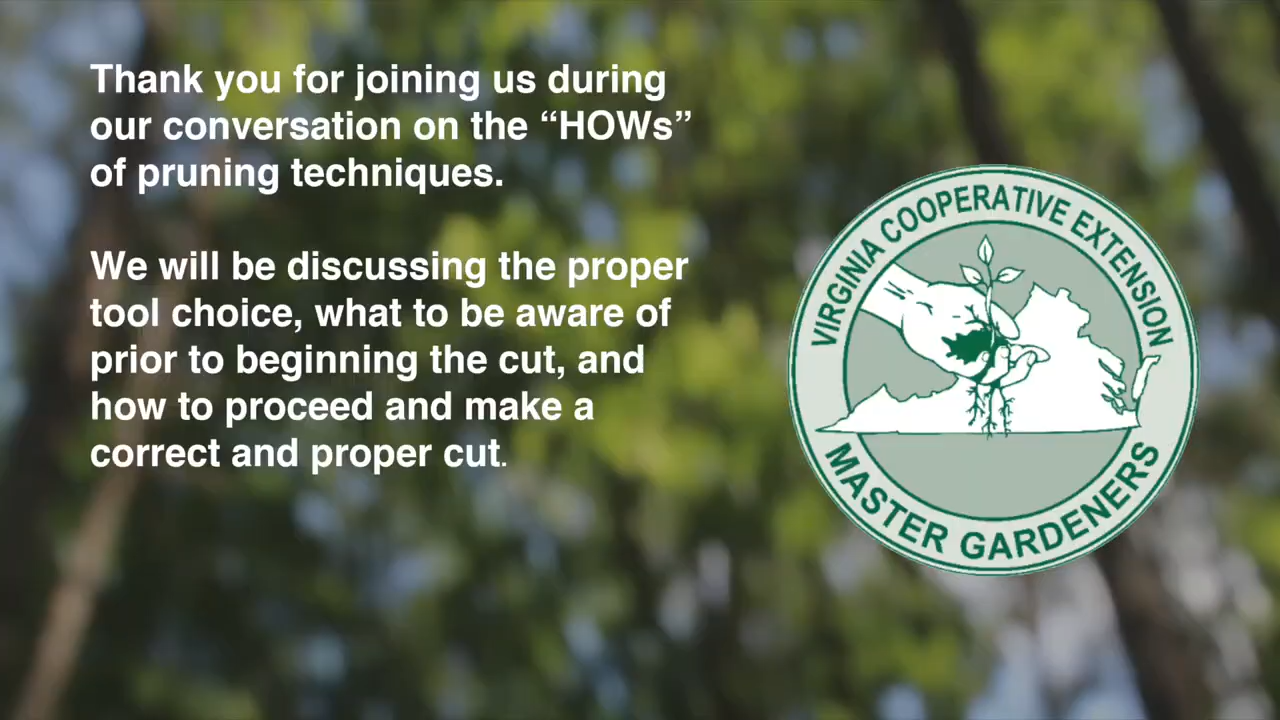 Thank you for joining us during
our conversation on the “HOWs”
of pruning techniques.
We will be discussing the proper
tool choice, what to be aware of
prior to beginning the cut, and
how to proceed and make a
correct and proper cut.
VIRGINIA COOPERATIVE EXTENSION
MASTER GARDENERS